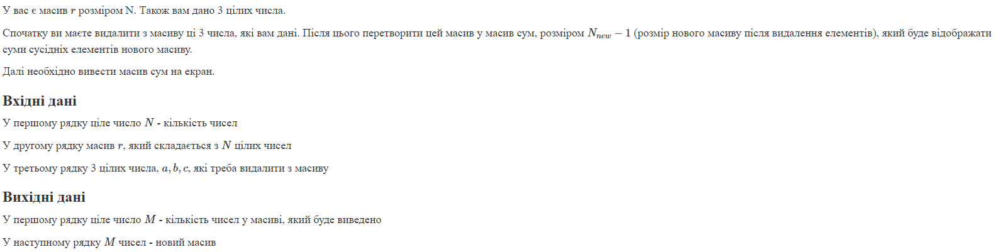 У вас є масив r розміром N. Також вам дано 3 цілих числа.
Спочатку ви маєте видалити з масиву ці 3 числа, які вам дані. Після цього перетворити цей масив у масив сум, розміром N_new − 1 (розмір нового масиву після видалення елементів), який буде відображати
суми сусідніх елементів нового масиву.
Далі необхідно вивести масив сум на екран.
Вхідні дані
У першому рядку ціле число N - кількість чисел
У другому рядку масив r, який складається з N цілих чисел
У третьому рядку 3 цілих числа, a, b, c, які треба видалити з масиву
Вихідні дані
У першому рядку ціле число M - кількість чисел у масиві, який буде виведено
У наступному рядку M чисел - новий масив